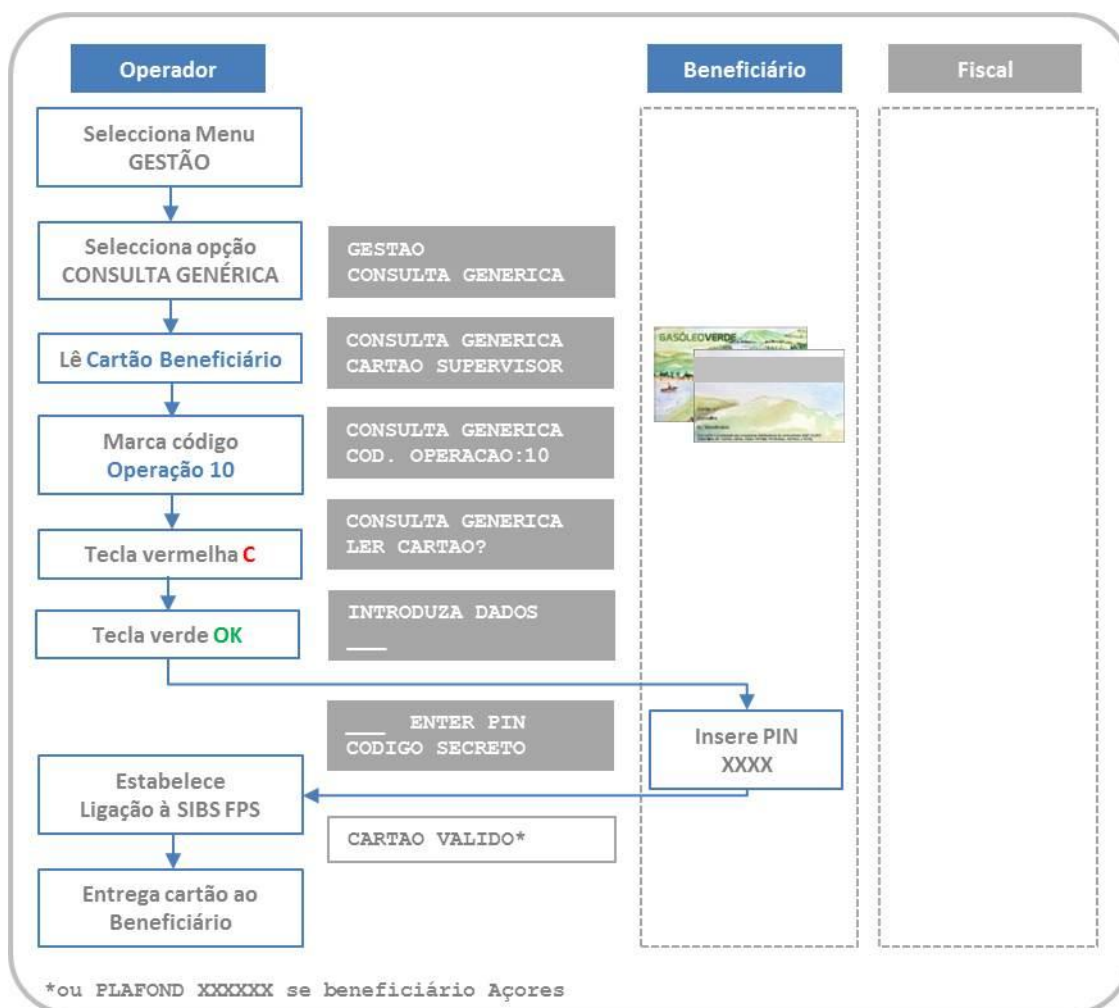 Operador
Beneficiário
Fiscal
Selecciona Menu
GESTÃO
Selecciona opção
CONSULTA GENÉRICA
GESTAO
CONSULTA GENERICA
Lê Cartão Beneficiário
CONSULTA GENERICA
CARTAO SUPERVISOR
GASÓLEOVERDE
Marca código
Operação 10
CONSULTA GENERICA
COD. OPERACAO:10
Tecla vermelha C
CONSULTA GENERICA
LER CARTAO?
Tecla verde OK
INTRODUZA DADOS
___
___ ENTER PIN
CODIGO SECRETO
Insere PIN
XXXX
Estabelece
Ligação à SIBS FPS
CARTAO VALIDO*
Entrega cartão ao
Beneficiário
*ou PLAFOND XXXXXX se beneficiário Açores